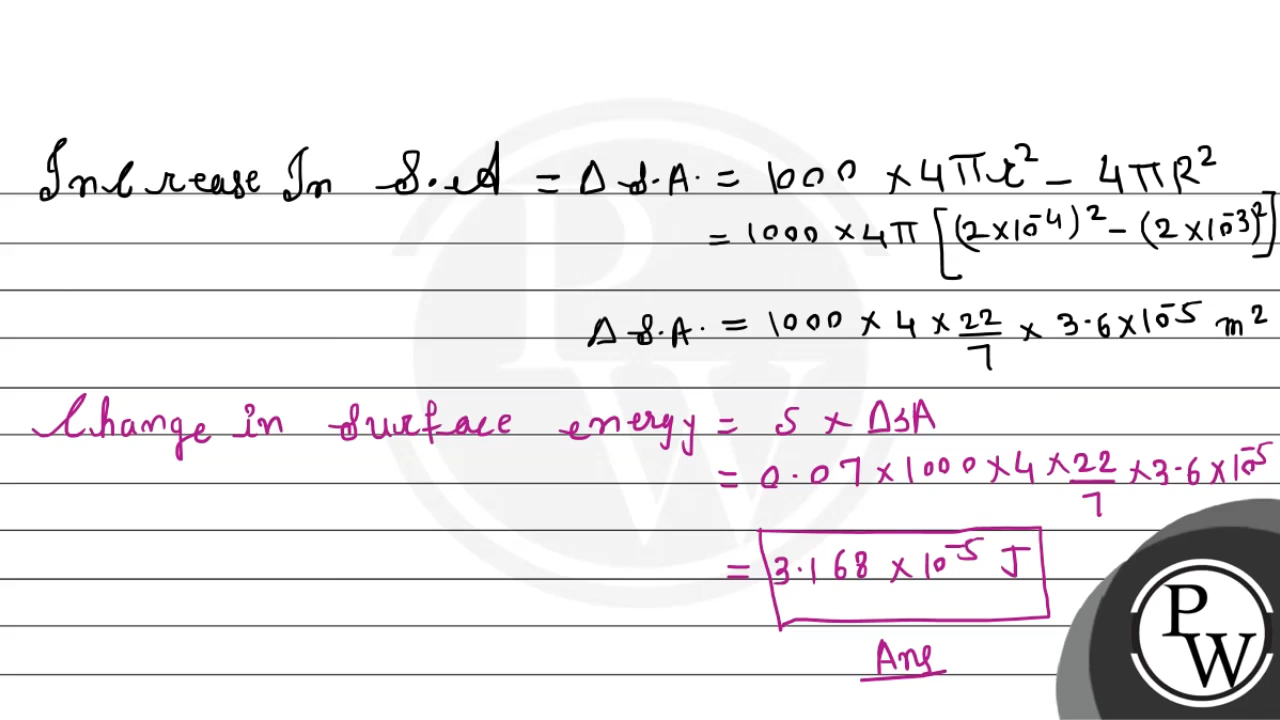 Increase In S.A = Δ S.A. = 1000 × 4πr² - 4πR²
= 1000 × 4π [(2×10⁻⁴)² - (2×10⁻³)²]
Δ S.A. = 1000 × 4 × 22/7 × 3.6×10⁻⁵ m²
Change in Surface energy = S × ΔSA
= 0.07 × 1000 × 4 × 22/7 × 3.6×10⁻⁵
= 3.168 × 10⁻⁵ J
Ans
PW
PW